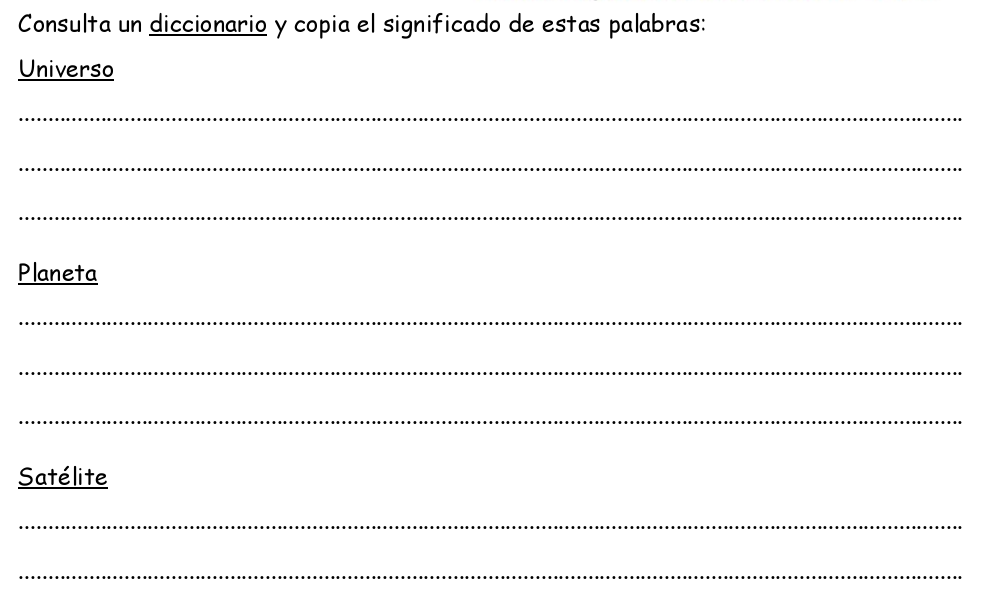 Consulta un diccionario y copia el significado de estas palabras:
Universo
................................................................................................................................................................
................................................................................................................................................................
................................................................................................................................................................
Planeta
................................................................................................................................................................
................................................................................................................................................................
................................................................................................................................................................
Satélite
................................................................................................................................................................
................................................................................................................................................................